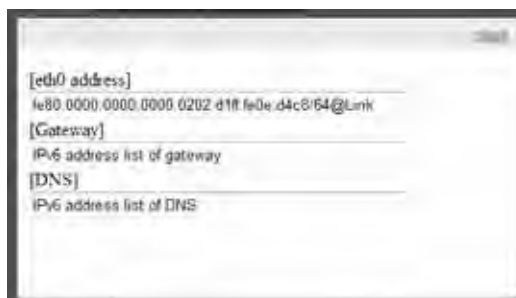 [eth0 address]
fe80:0000:0000:0000:0202:d1ff:fe0e:d4c8/64@Link
[Gateway]
IPv6 address list of gateway
[DNS]
IPv6 address list of DNS